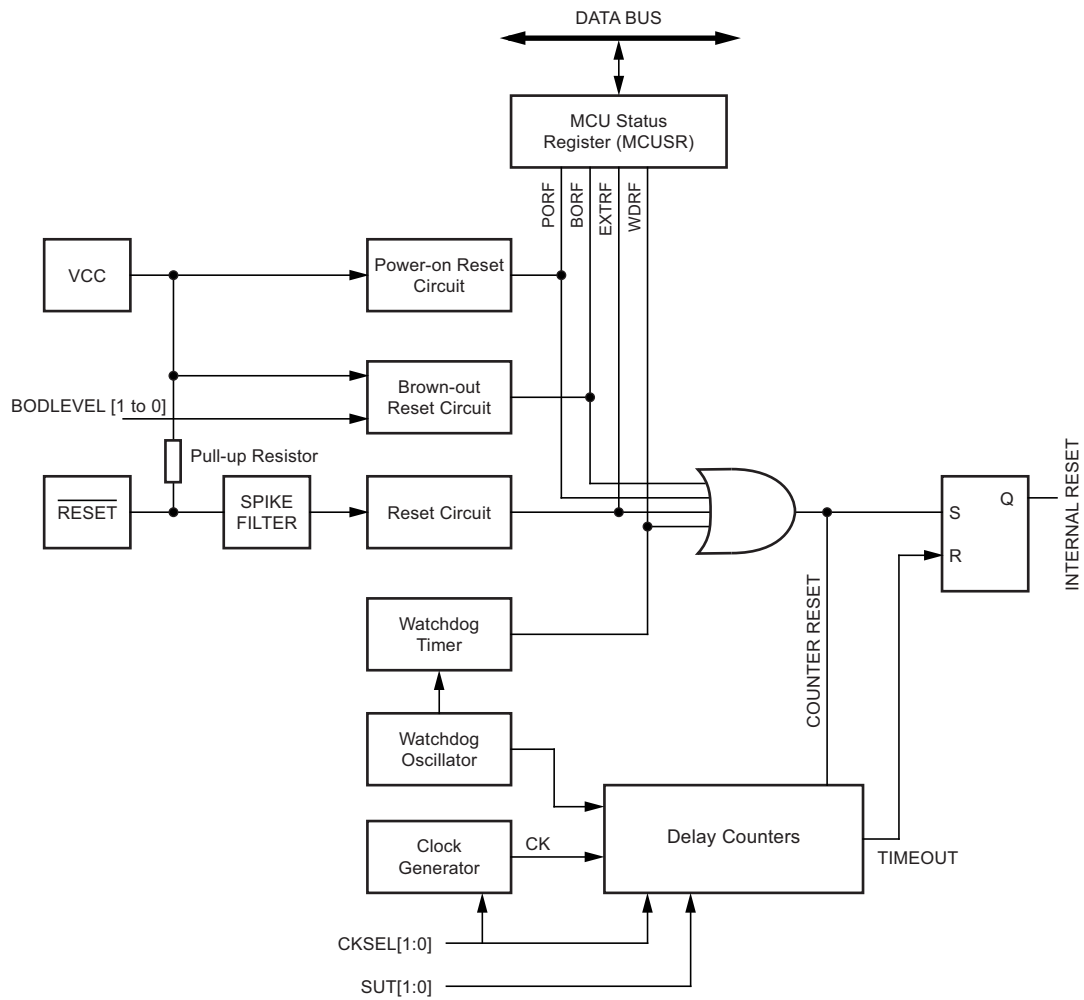 DATA BUS
MCU Status
Register (MCUSR)
PORF
BORF
EXTRF
WDRF
VCC
Power-on Reset
Circuit
Brown-out
Reset Circuit
BODLEVEL [1 to 0]
Pull-up Resistor
RESET
SPIKE
FILTER
Reset Circuit
S
Q
R
INTERNAL RESET
Watchdog
Timer
COUNTER RESET
Watchdog
Oscillator
Delay Counters
TIMEOUT
Clock
Generator
CK
CKSEL[1:0]
SUT[1:0]